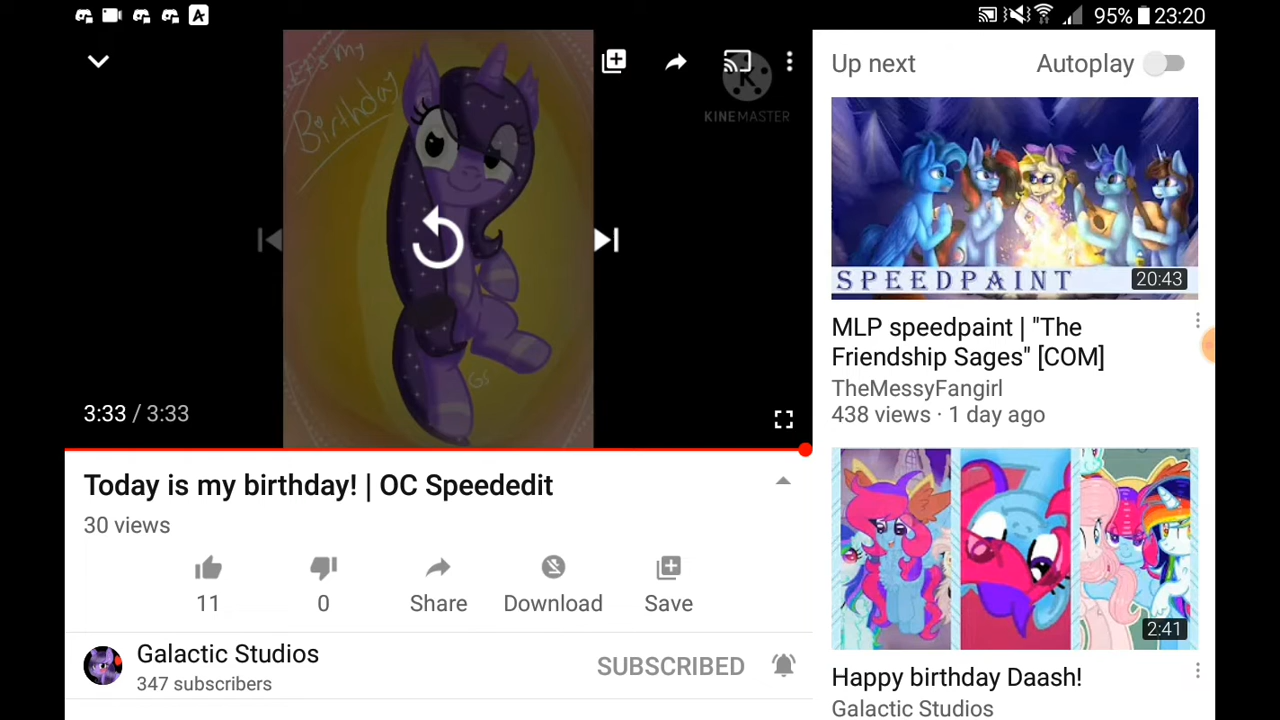 95% 23:20
It's my
Birthday
KINEMASTER
GS
3:33 / 3:33
Today is my birthday! | OC Speededit
30 views
11
0
Share
Download
Save
Galactic Studios
347 subscribers
SUBSCRIBED
Up next
Autoplay
SPEEDPAINT
20:43
MLP speedpaint | "The
Friendship Sages" [COM]
TheMessyFangirl
438 views · 1 day ago
2:41
Happy birthday Daash!
Galactic Studios